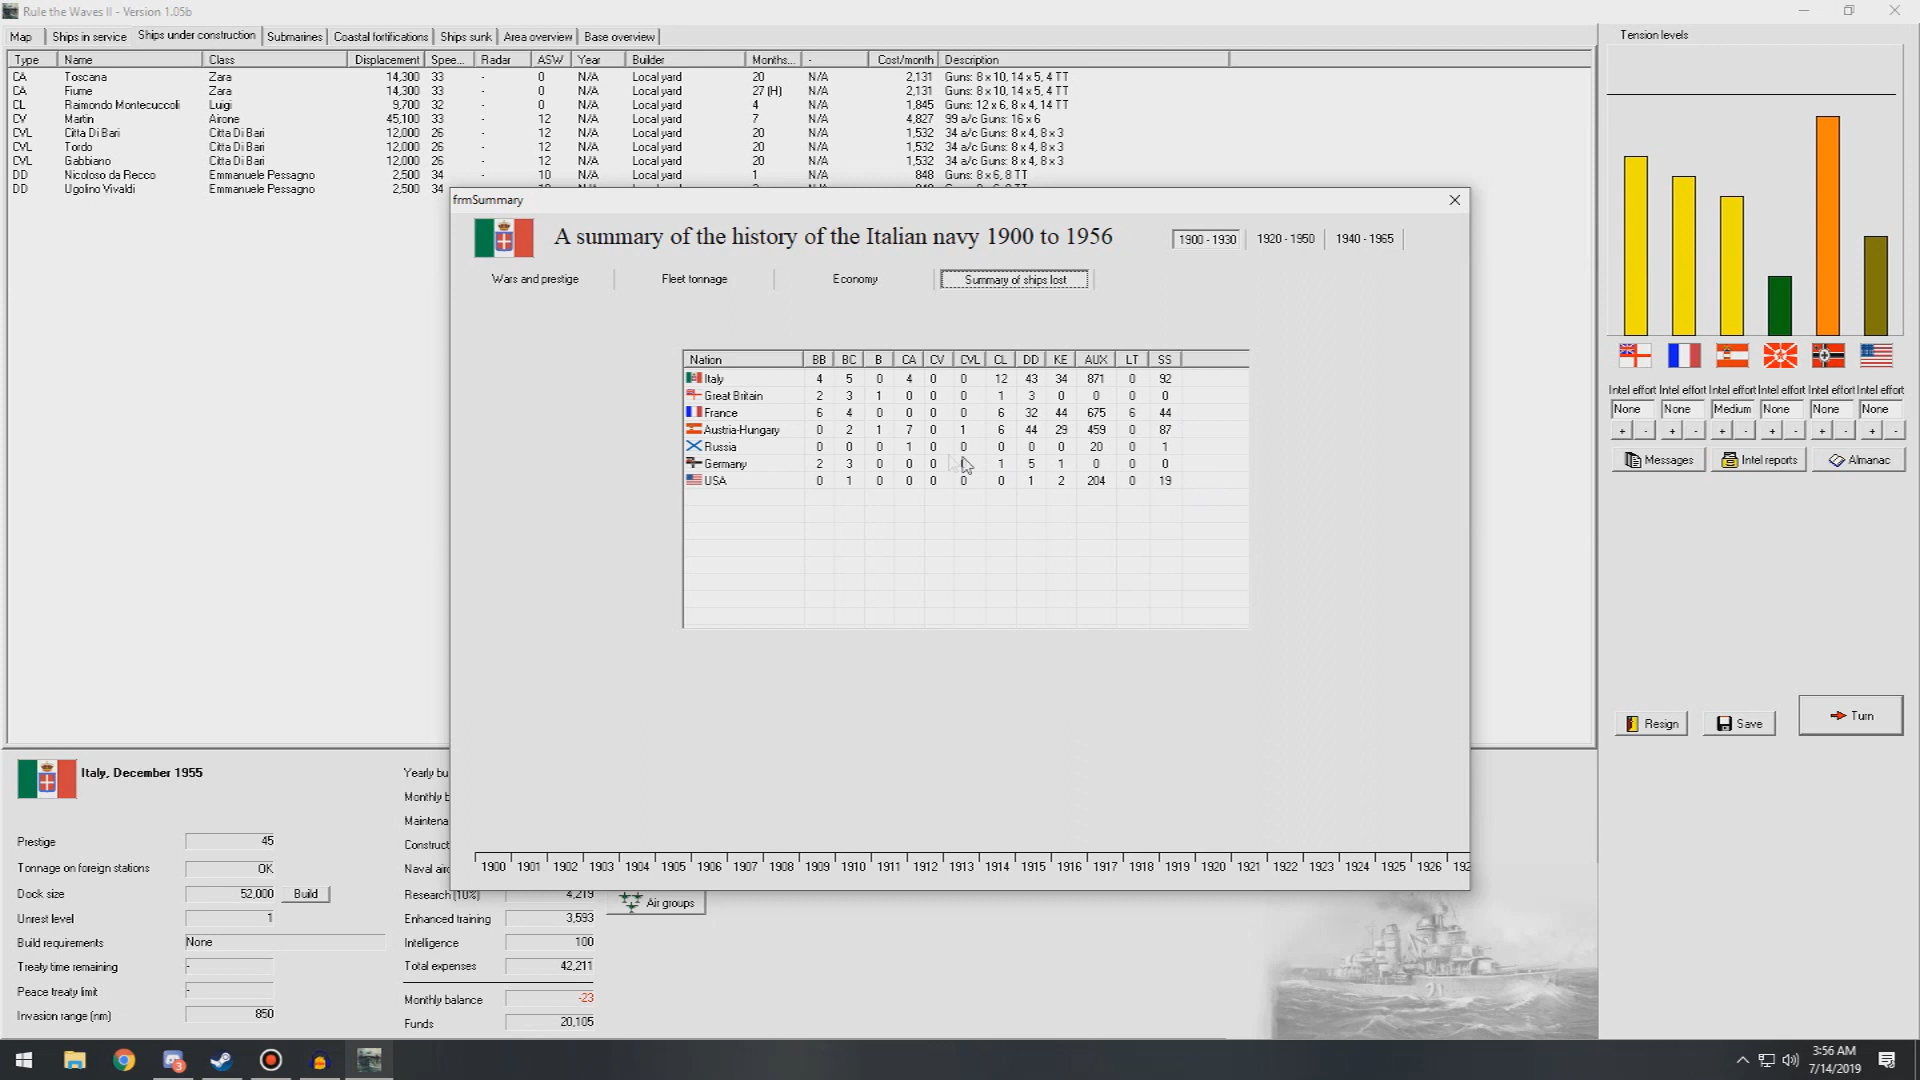 Rule the Waves II - Version 1.05b
Map Ships in service Ships under construction Submarines Coastal fortifications Ships sunk Area overview Base overview
Type Name Class Displacement Spee... Radar ASW Year Builder Months... - Cost/month Description
CA Toscana Zara 14,300 33 - 0 N/A Local yard 20 N/A 2,131 Guns: 8 x 10, 14 x 5, 4 TT
CA Fiume Zara 14,300 33 - 0 N/A Local yard 27 (H) N/A 2,131 Guns: 8 x 10, 14 x 5, 4 TT
CL Raimondo Montecuccoli Luigi 9,700 32 - 0 N/A Local yard 4 N/A 1,845 Guns: 12 x 6, 8 x 4, 14 TT
CV Martin Airone 45,100 33 - 12 N/A Local yard 7 N/A 4,827 99 a/c Guns: 16 x 6
CVL Citta Di Bari Citta Di Bari 12,000 26 - 12 N/A Local yard 20 N/A 1,532 34 a/c Guns: 8 x 4, 8 x 3
CVL Tordo Citta Di Bari 12,000 26 - 12 N/A Local yard 20 N/A 1,532 34 a/c Guns: 8 x 4, 8 x 3
CVL Gabbiano Citta Di Bari 12,000 26 - 12 N/A Local yard 20 N/A 1,532 34 a/c Guns: 8 x 4, 8 x 3
DD Nicoloso da Recco Emmanuele Pessagno 2,500 34 - 10 N/A Local yard 1 N/A 848 Guns: 8 x 6, 8 TT
DD Ugolino Vivaldi Emmanuele Pessagno 2,500 34
frmSummary
A summary of the history of the Italian navy 1900 to 1956
1900 - 1930 1920 - 1950 1940 - 1965
Wars and prestige Fleet tonnage Economy Summary of ships lost
Nation BB BC B CA CV CVL CL DD KE AUX LT SS
Italy 4 5 0 4 0 0 12 43 34 871 0 92
Great Britain 2 3 1 0 0 0 1 3 0 0 0 0
France 6 4 0 0 0 0 6 32 44 675 6 44
Austria-Hungary 0 2 1 7 0 1 6 44 29 459 0 87
Russia 0 0 0 1 0 0 0 0 0 20 0 1
Germany 2 3 0 0 0 1 5 1 0 0 0
USA 0 1 0 0 0 0 0 1 2 204 0 19
1900 1901 1902 1903 1904 1905 1906 1907 1908 1909 1910 1911 1912 1913 1914 1915 1916 1917 1918 1919 1920 1921 1922 1923 1924 1925 1926 192
Tension levels
Intel effort Intel effort Intel effort Intel effort Intel effort Intel effort
None None Medium None None None
+ - + - + - + - + - + -
Messages Intel reports Almanac
Resign Save Turn
Italy, December 1955
Prestige 45
Tonnage on foreign stations OK
Dock size 52,000 Build
Unrest level 1
Build requirements None
Treaty time remaining -
Peace treaty limit -
Invasion range (nm) 850
Yearly bu
Monthly b
Maintena
Construct
Naval airc
Research (10%) 4,219
Enhanced training 3,593
Intelligence 100
Total expenses 42,211
Monthly balance -23
Funds 20,105
Air groups
3:56 AM
7/14/2019